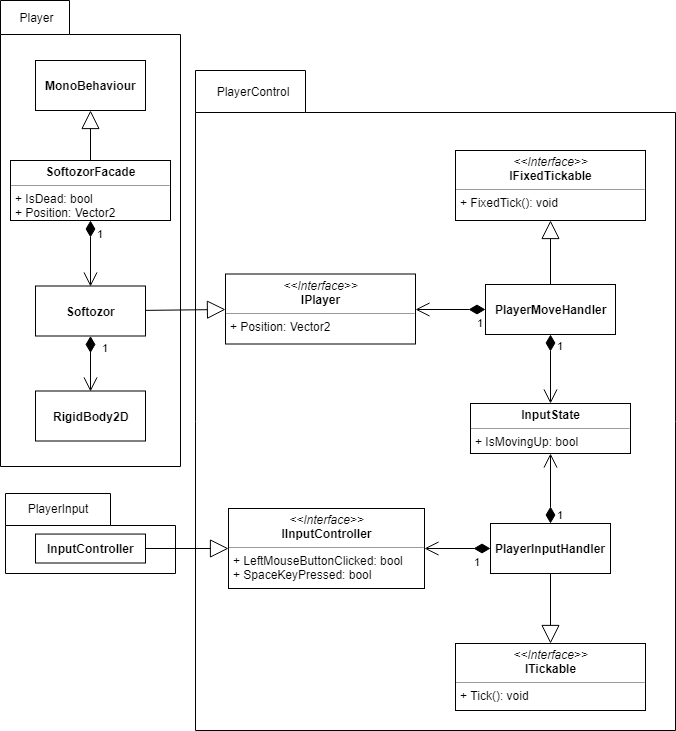 Player
MonoBehaviour
SoftozorFacade
+ IsDead: bool
+ Position: Vector2
1
Softozor
1
RigidBody2D
PlayerInput
InputController
PlayerControl
<<Interface>>
IFixedTickable
+ FixedTick(): void
<<Interface>>
IPlayer
+ Position: Vector2
1
PlayerMoveHandler
1
InputState
+ IsMovingUp: bool
1
<<Interface>>
IInputController
+ LeftMouseButtonClicked: bool
+ SpaceKeyPressed: bool
1
PlayerInputHandler
<<Interface>>
ITickable
+ Tick(): void